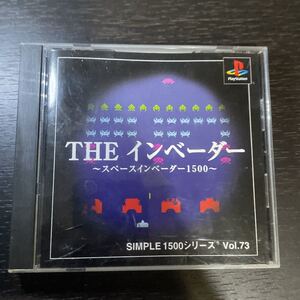 PlayStation
THE インベーダー
～スペースインベーダー1500～
SIMPLE 1500シリーズ Vol.73